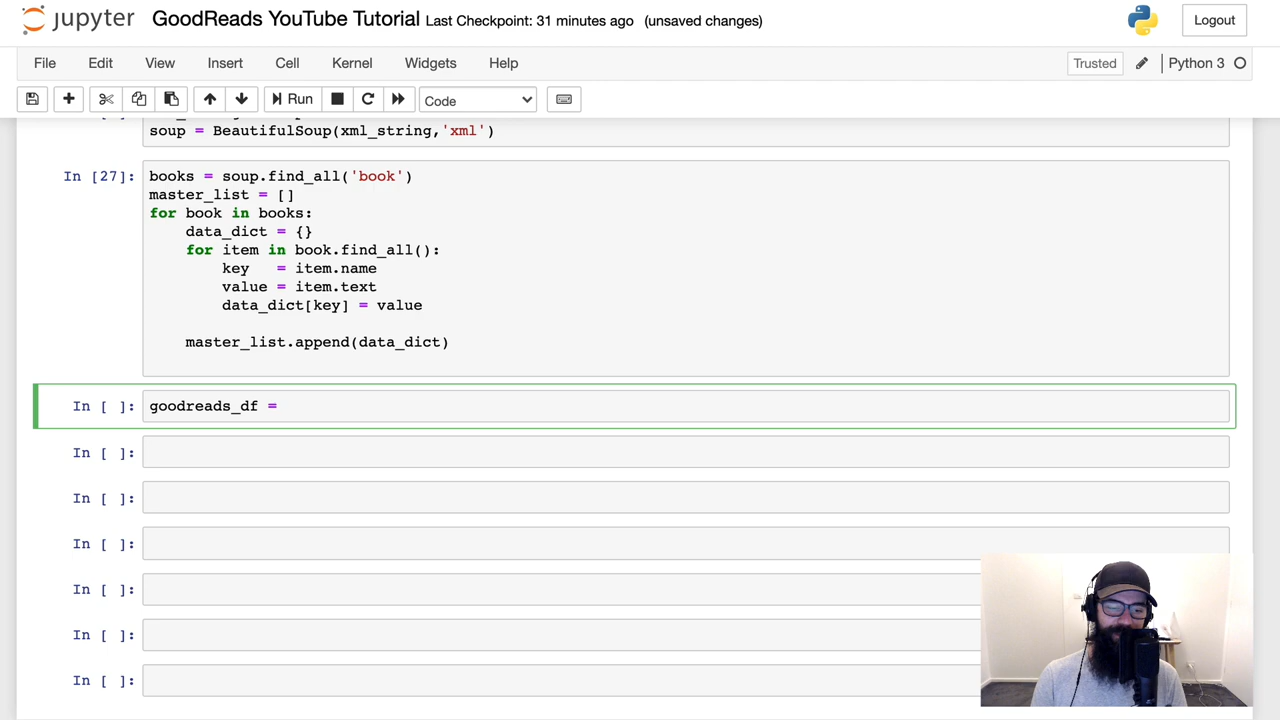 jupyter GoodReads YouTube Tutorial Last Checkpoint: 31 minutes ago (unsaved changes) Logout
File Edit View Insert Cell Kernel Widgets Help Trusted Python 3
Run Code
soup = BeautifulSoup(xml_string,'xml')
In [27]: books = soup.find_all('book')
master_list = []
for book in books:
    data_dict = {}
    for item in book.find_all():
        key   = item.name
        value = item.text
        data_dict[key] = value
    master_list.append(data_dict)
In [ ]: goodreads_df =
In [ ]:
In [ ]:
In [ ]:
In [ ]:
In [ ]:
In [ ]: